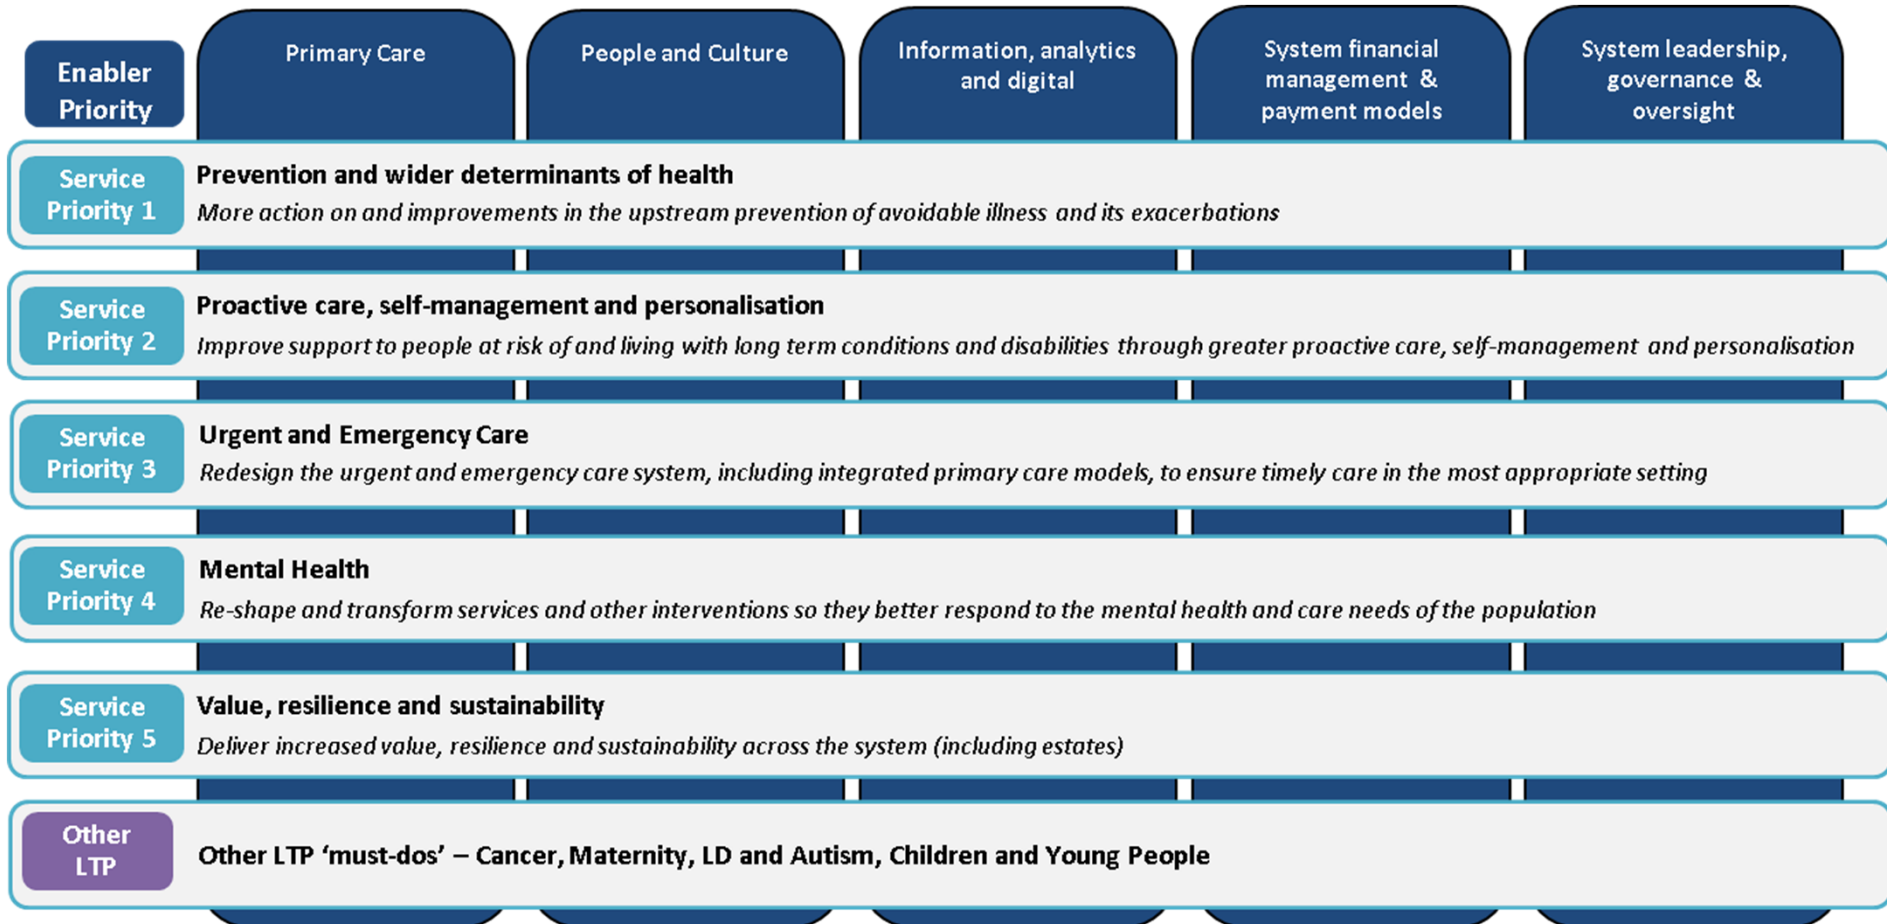 Enabler
Priority
Primary Care
People and Culture
Information, analytics
and digital
System financial
management &
payment models
System leadership,
governance &
oversight
Service
Priority 1
Prevention and wider determinants of health
More action on and improvements in the upstream prevention of avoidable illness and its exacerbations
Service
Priority 2
Proactive care, self-management and personalisation
Improve support to people at risk of and living with long term conditions and disabilities through greater proactive care, self-management and personalisation
Service
Priority 3
Urgent and Emergency Care
Redesign the urgent and emergency care system, including integrated primary care models, to ensure timely care in the most appropriate setting
Service
Priority 4
Mental Health
Re-shape and transform services and other interventions so they better respond to the mental health and care needs of the population
Service
Priority 5
Value, resilience and sustainability
Deliver increased value, resilience and sustainability across the system (including estates)
Other
LTP
Other LTP ‘must-dos’ – Cancer, Maternity, LD and Autism, Children and Young People